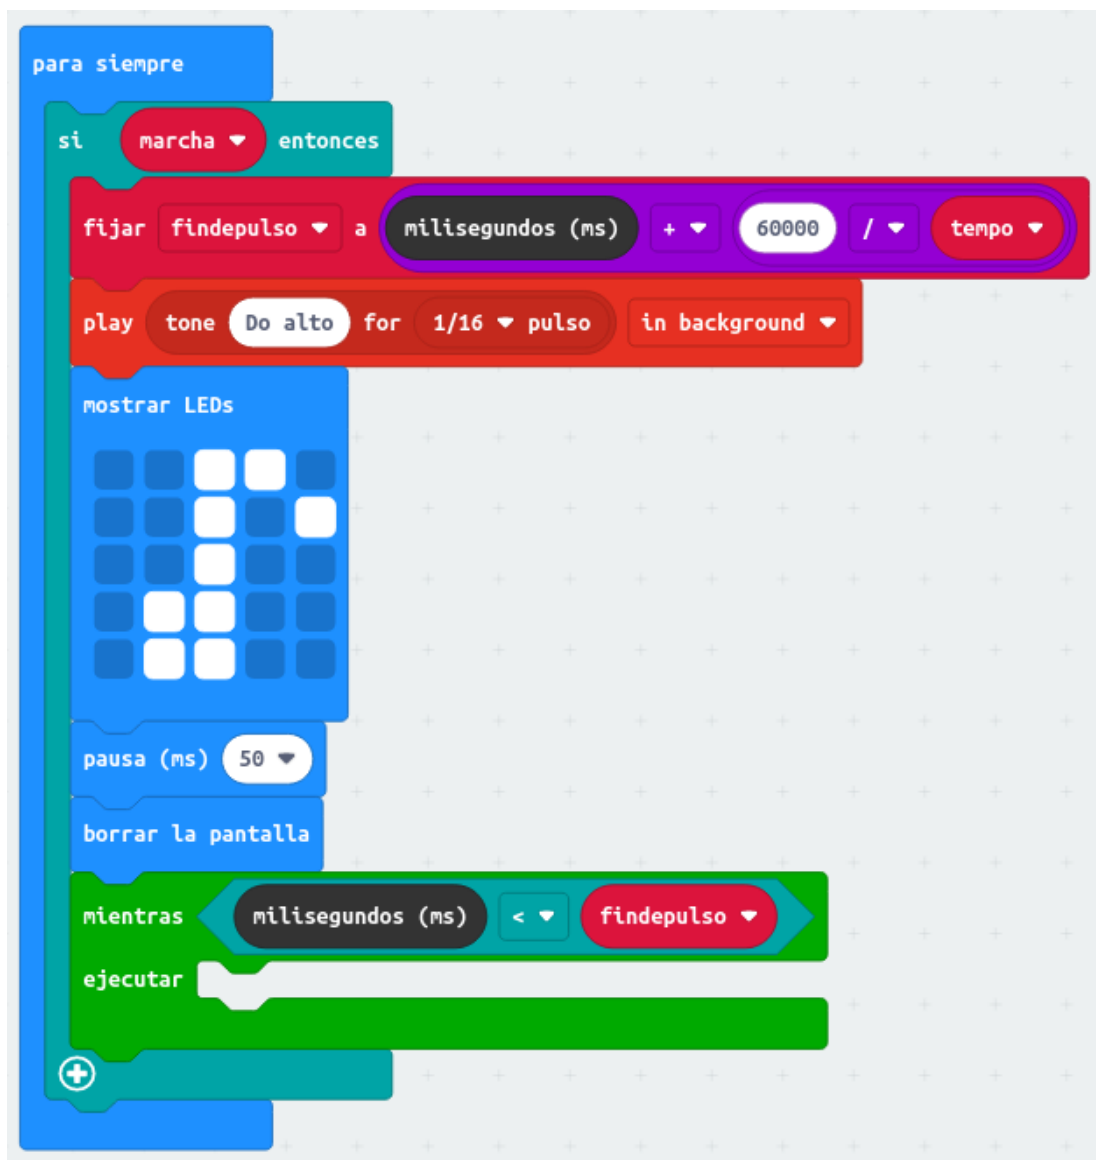 para siempre
si marcha entonces
fijar findepulso a milisegundos (ms) + 60000 / tempo
play tone Do alto for 1/16 pulso in background
mostrar LEDs
pausa (ms) 50
borrar la pantalla
mientras milisegundos (ms) < findepulso
ejecutar